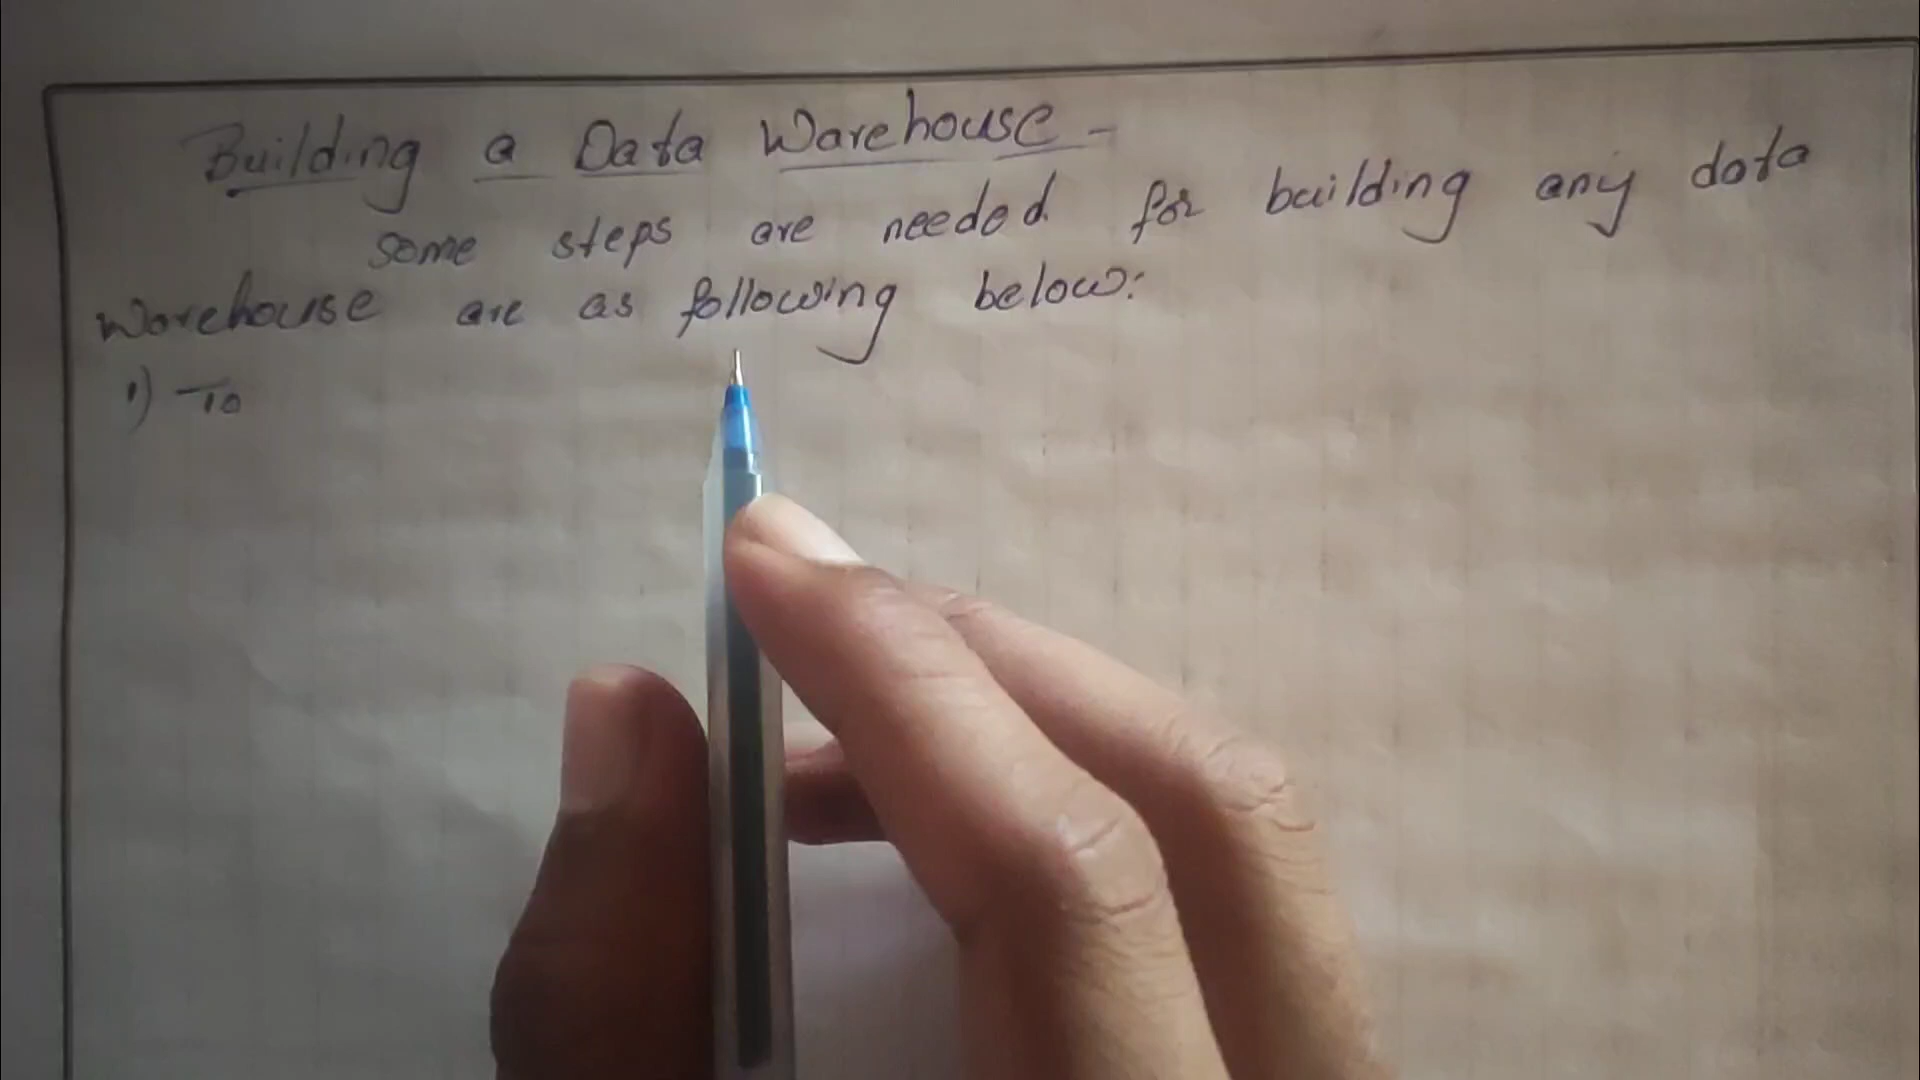 Building a Data Warehouse -
some steps are needed for building any data
Warehouse are as following below:
1) To